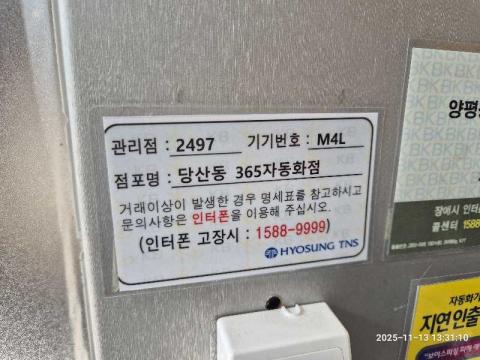 관리점 : 2497 기기번호 : M4L
점포명 : 당산동 365자동화점
거래이상이 발생한 경우 명세표를 참고하시고
문의사항은 인터폰을 이용해 주십시오.
(인터폰 고장시 : 1588-9999)
HYOSUNG TNS
양평
장애시 인터
콜센터 1588
자동화기
지연인출
2025-11-13 13:31:10